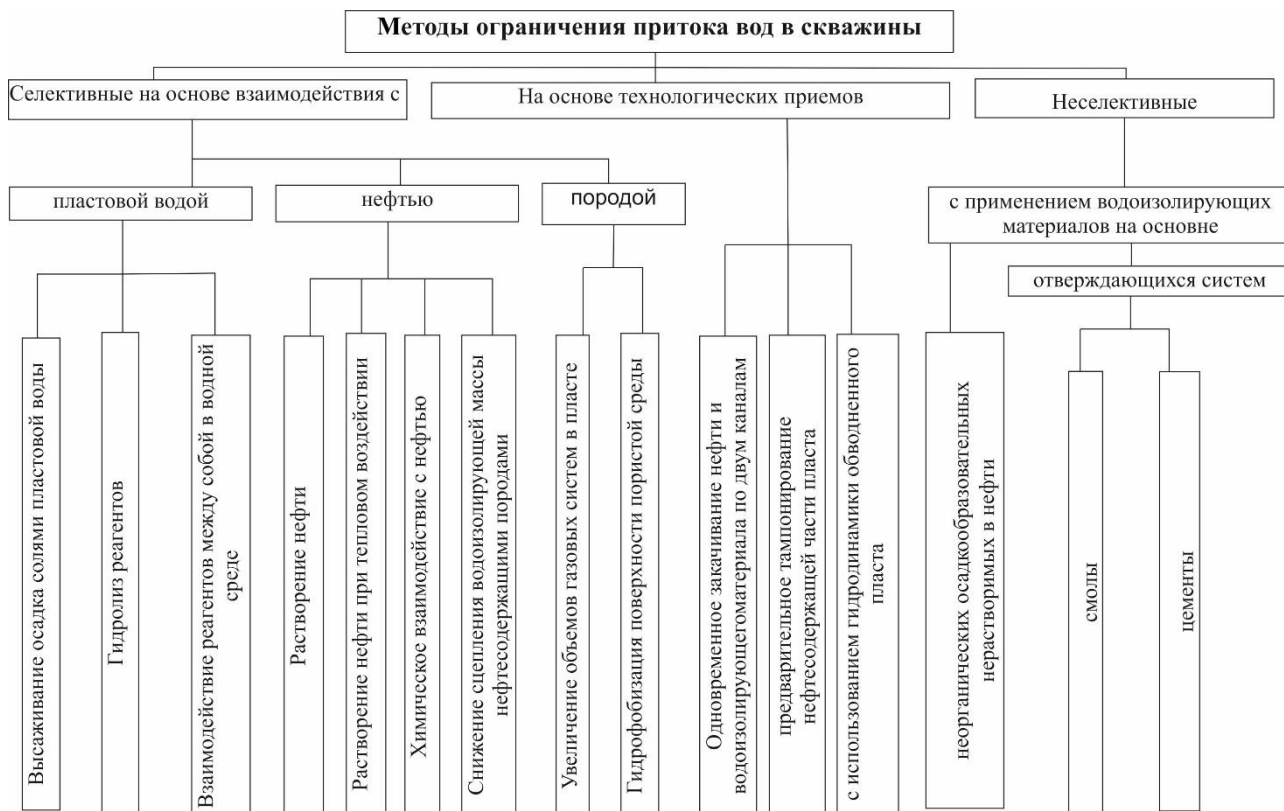 Методы ограничения притока вод в скважины
Селективные на основе взаимодействия с
На основе технологических приемов
Неселективные
пластовой водой
нефтью
породой
с применением водоизолирующих
материалов на основне
отверждающихся систем
Высаживание осадка солями пластовой воды
Гидролиз реагентов
Взаимодействие реагентов между собой в водной
среде
Растворение нефти
Растворение нефти при тепловом воздействии
Химическое взаимодействие с нефтью
Снижение сцепления водоизолирующей массы
нефтесодержащими породами
Увеличение объемов газовых систем в пласте
Гидрофобизация поверхности пористой среды
Одновременное закачивание нефти и
водоизолирующегоматериала по двум каналам
предварительное тампонирование
нефтесодержащей части пласта
с использованием гидродинамики обводненного
пласта
неорганических осадкообразовательных
нерастворимых в нефти
смолы
цементы